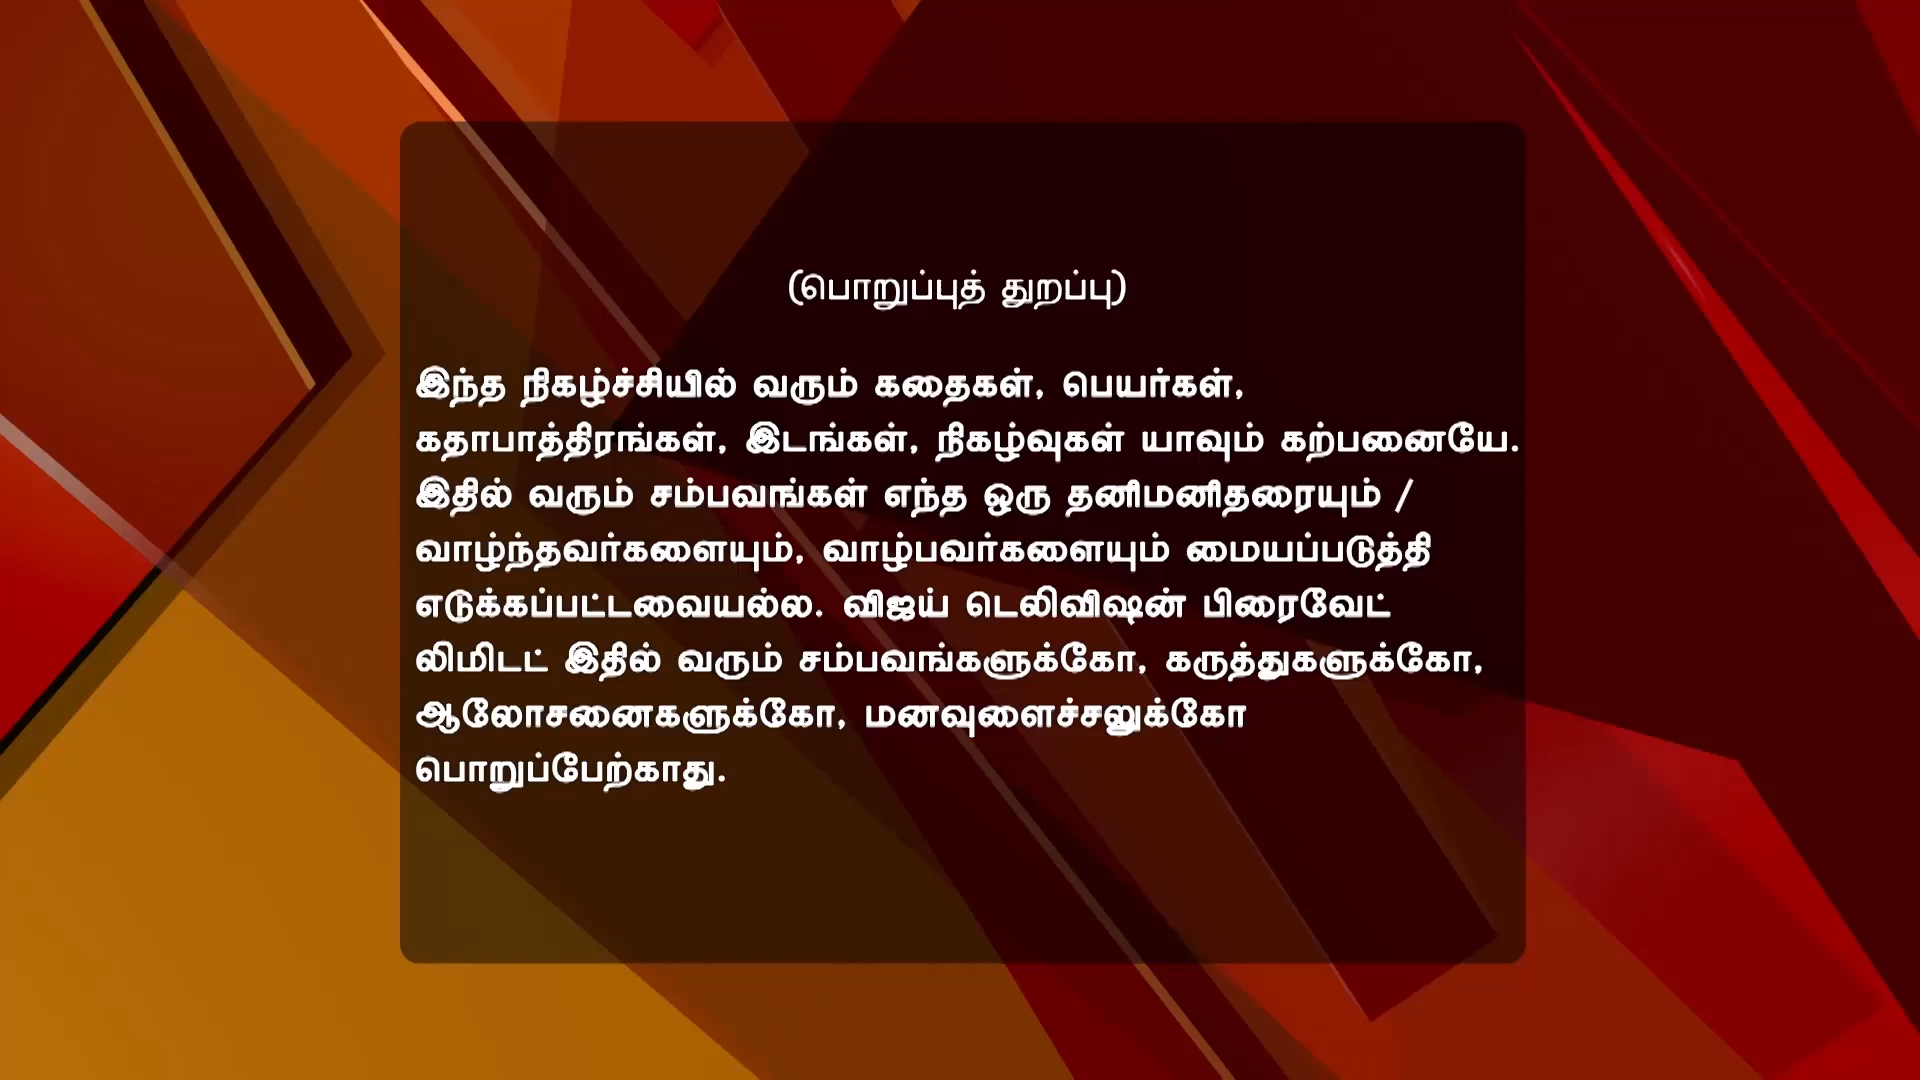 (பொறுப்புத் துறப்பு)
இந்த நிகழ்ச்சியில் வரும் கதைகள், பெயர்கள்,
கதாபாத்திரங்கள், இடங்கள், நிகழ்வுகள் யாவும் கற்பனையே.
இதில் வரும் சம்பவங்கள் எந்த ஒரு தனிமனிதரையும் /
வாழ்ந்தவர்களையும், வாழ்பவர்களையும் மையப்படுத்தி
எடுக்கப்பட்டவையல்ல. விஜய் டெலிவிஷன் பிரைவேட்
லிமிடட் இதில் வரும் சம்பவங்களுக்கோ, கருத்துகளுக்கோ,
ஆலோசனைகளுக்கோ, மனவுளைச்சலுக்கோ
பொறுப்பேற்காது.